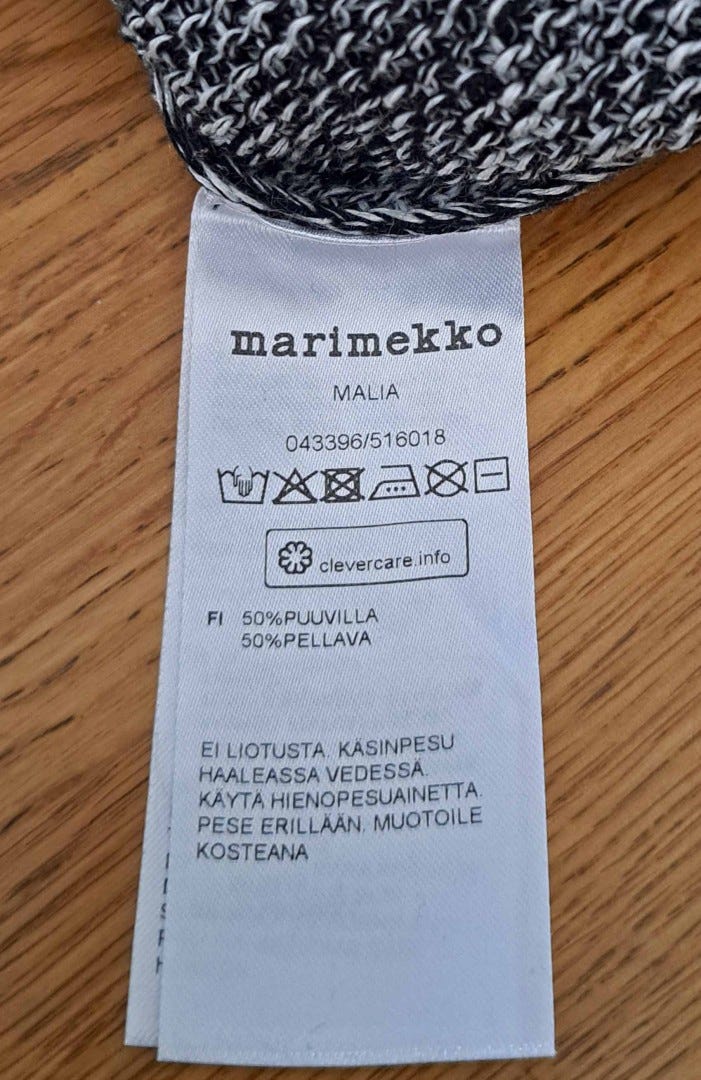 marimekko
MALIA
043396/516018
clevercare.info
FI 50%PUUVILLA
50%PELLAVA
EI LIOTUSTA. KÄSINPESU
HAALEASSA VEDESSÄ.
KÄYTÄ HIENOPESUAINETTA.
PESE ERILLÄÄN. MUOTOILE
KOSTEANA